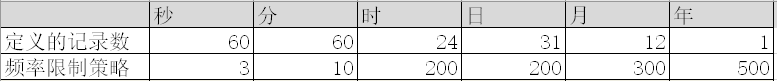 秒 分 时 日 月 年
定义的记录数 60 60 24 31 12 1
频率限制策略 3 10 200 200 300 500